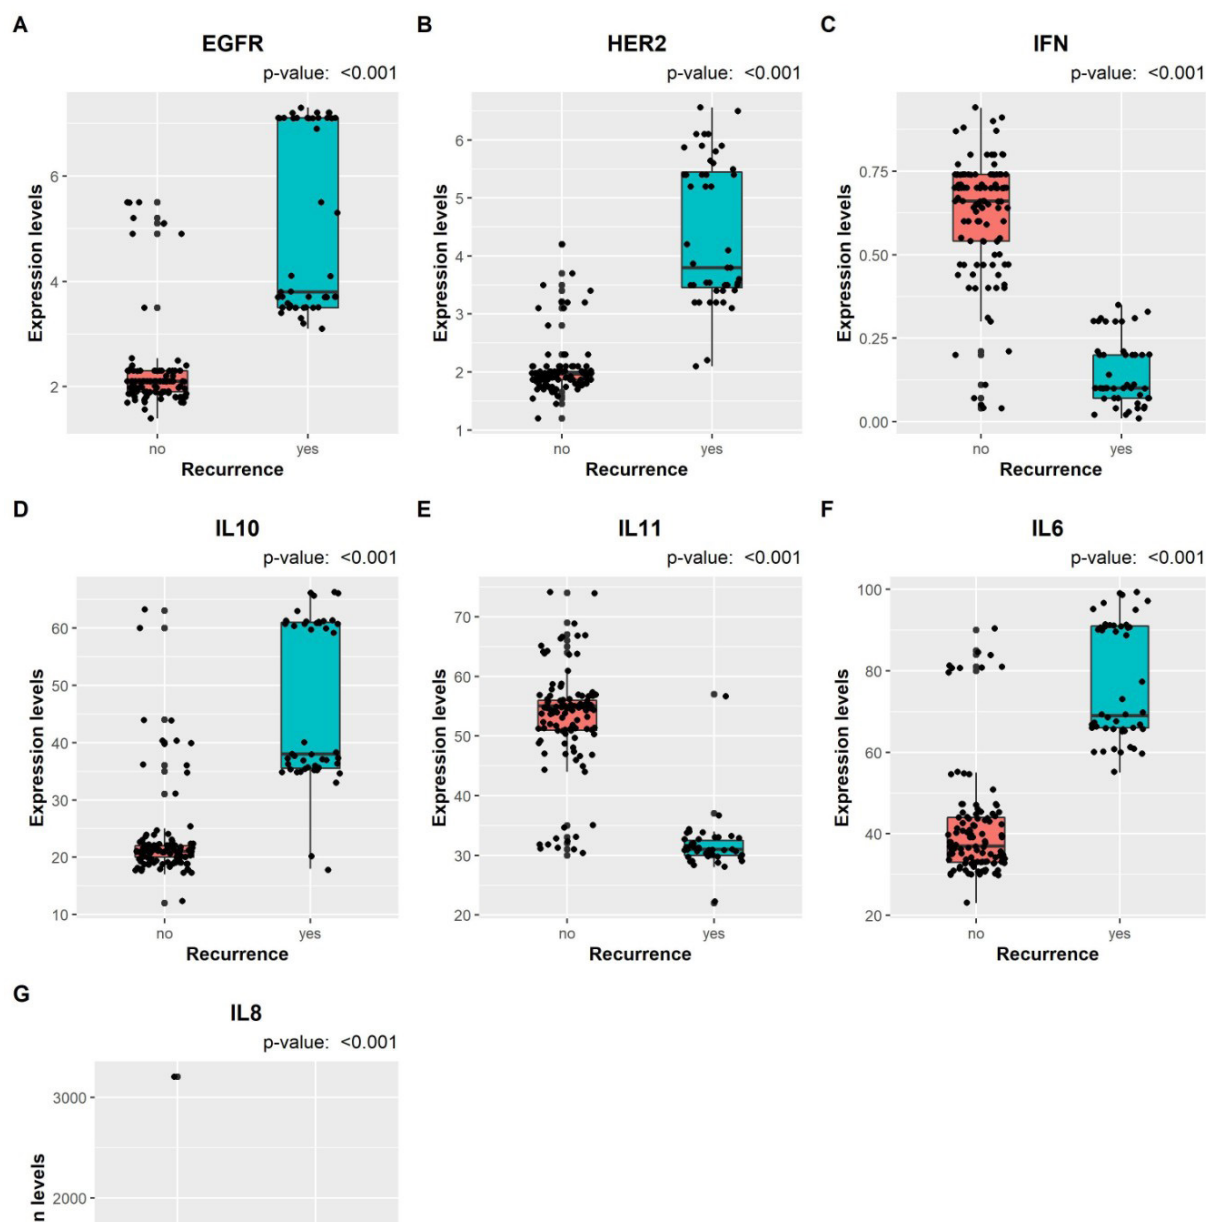 A
EGFR
p-value: <0.001
Expression levels
6
4
2
no
yes
Recurrence
B
HER2
p-value: <0.001
Expression levels
6
5
4
3
2
1
no
yes
Recurrence
C
IFN
p-value: <0.001
Expression levels
0.75
0.50
0.25
0.00
no
yes
Recurrence
D
IL10
p-value: <0.001
Expression levels
60
50
40
30
20
10
no
yes
Recurrence
E
IL11
p-value: <0.001
Expression levels
70
60
50
40
30
20
no
yes
Recurrence
F
IL6
p-value: <0.001
Expression levels
100
80
60
40
20
no
yes
Recurrence
G
IL8
p-value: <0.001
n levels
3000
2000